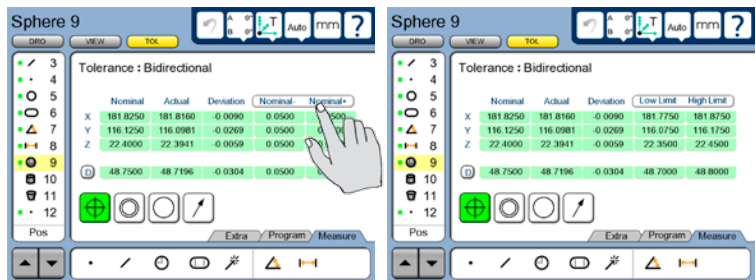 Sphere 9
A 0°
B 0°
T
Auto
mm
?
DRO
VIEW
TOL
3
4
5
6
7
8
9
10
11
12
Pos
Tolerance : Bidirectional
Nominal Actual Deviation Nominal- Nominal+
X 181.8250 181.8160 -0.0090 0.0500 500
Y 116.1250 116.0981 -0.0269 0.0500
Z 22.4000 22.3941 -0.0059 0.0500
D 48.7500 48.7196 -0.0304 0.0500
Extra Program Measure
Sphere 9
A 0°
B 0°
T
Auto
mm
?
DRO
VIEW
TOL
3
4
5
6
7
8
9
10
11
12
Pos
Tolerance : Bidirectional
Nominal Actual Deviation Low Limit High Limit
X 181.8250 181.8160 -0.0090 181.7750 181.8750
Y 116.1250 116.0981 -0.0269 116.0750 116.1750
Z 22.4000 22.3941 -0.0059 22.3500 22.4500
D 48.7500 48.7196 -0.0304 48.7000 48.8000
Extra Program Measure